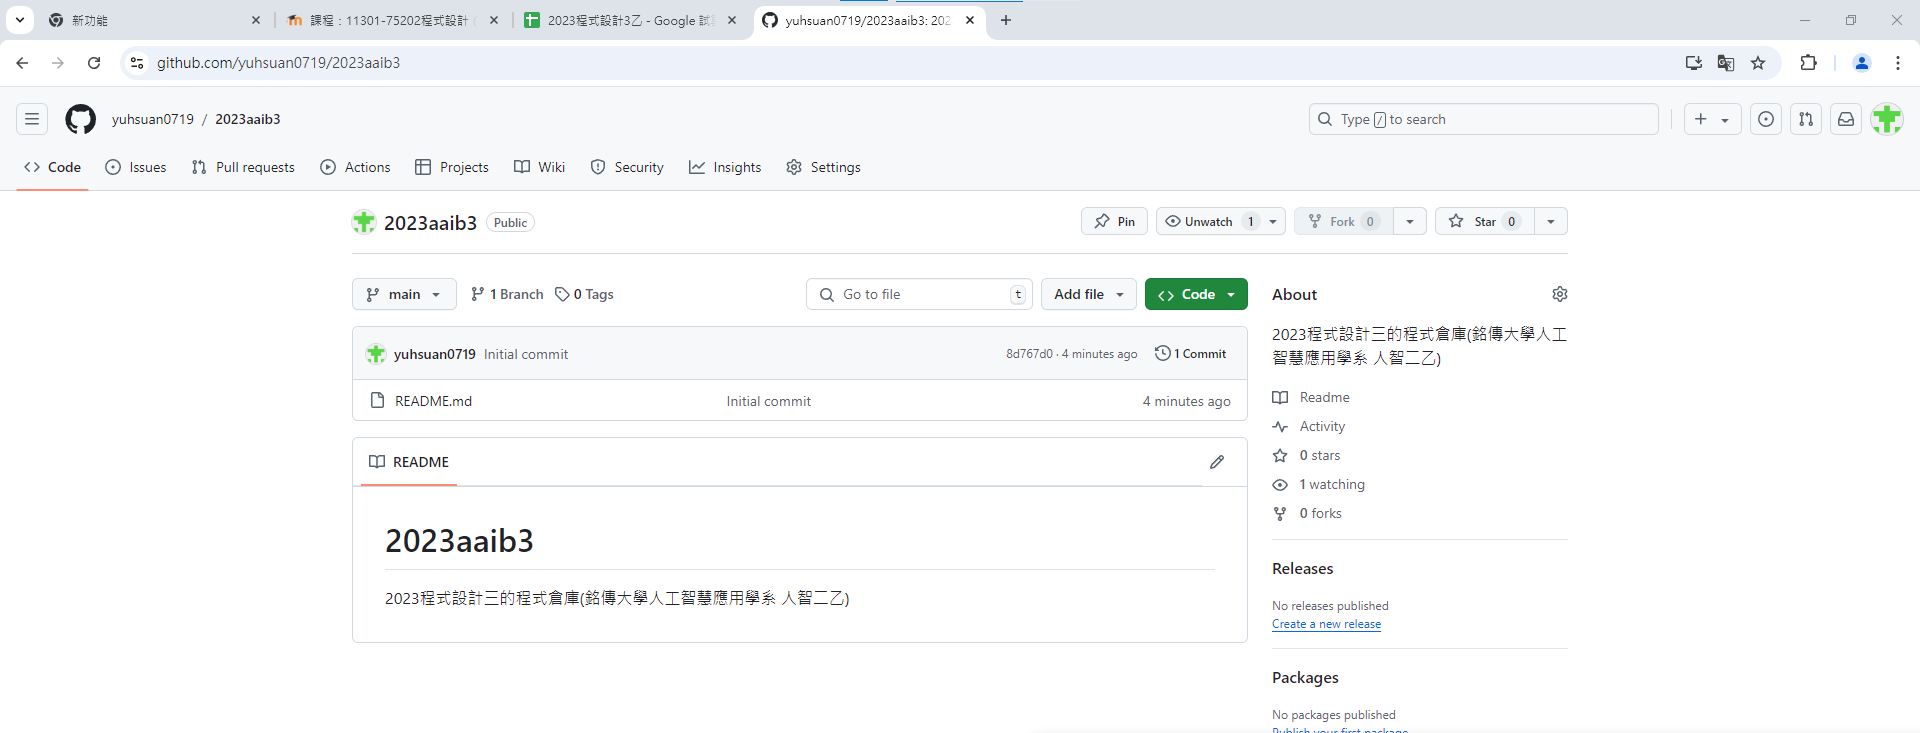 新功能
課程：11301-75202程式設計
2023程式設計3乙 - Google 試
yuhsuan0719/2023aaib3: 202
github.com/yuhsuan0719/2023aaib3
yuhsuan0719 / 2023aaib3
Type / to search
Code
Issues
Pull requests
Actions
Projects
Wiki
Security
Insights
Settings
2023aaib3
Public
Pin
Unwatch 1
Fork 0
Star 0
main
1 Branch
0 Tags
Go to file
t
Add file
Code
yuhsuan0719 Initial commit
8d767d0 · 4 minutes ago
1 Commit
README.md
Initial commit
4 minutes ago
README
2023aaib3
2023程式設計三的程式倉庫(銘傳大學人工智慧應用學系 人智二乙)
About
2023程式設計三的程式倉庫(銘傳大學人工
智慧應用學系 人智二乙)
Readme
Activity
0 stars
1 watching
0 forks
Releases
No releases published
Create a new release
Packages
No packages published
Publish your first package